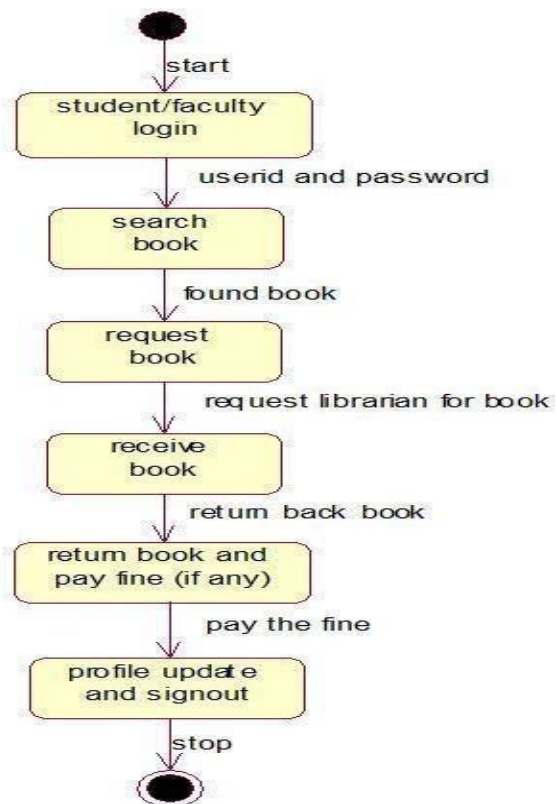 start
student/faculty
login
userid and password
search
book
found book
request
book
request librarian for book
receive
book
return back book
return book and
pay fine (if any)
pay the fine
profile update
and signout
stop